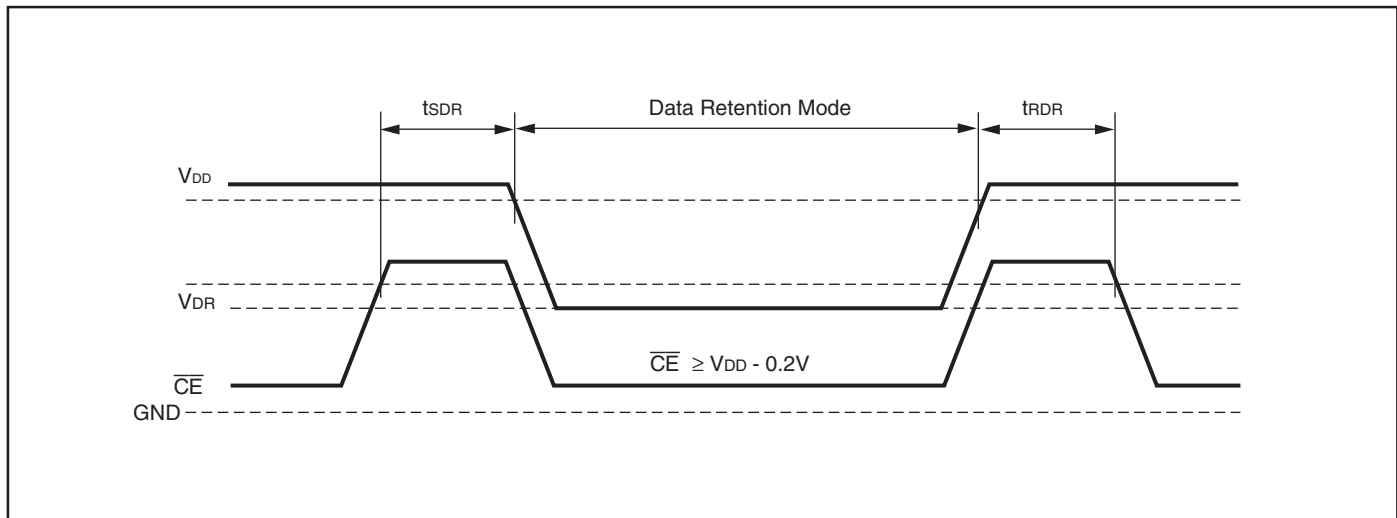 tSDR
Data Retention Mode
tRDR
VDD
VDR
CE ≥ VDD - 0.2V
CE
GND